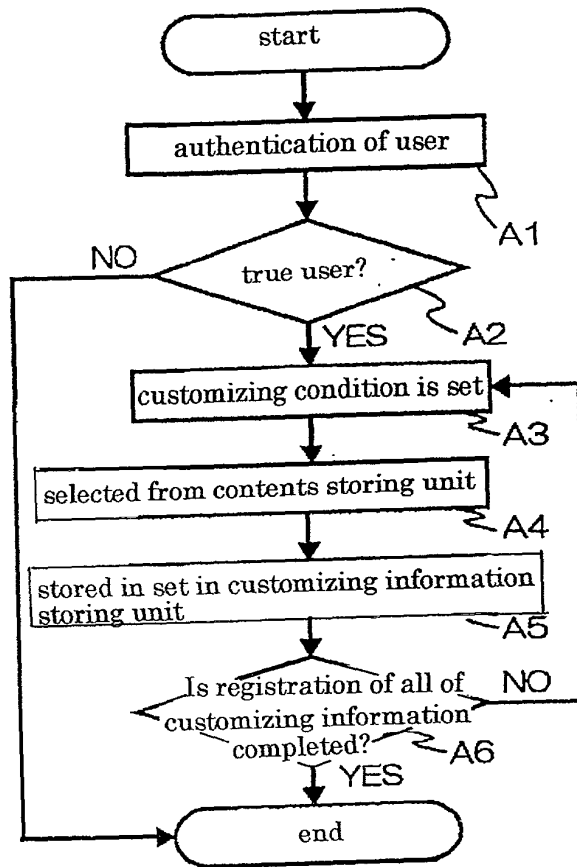 start
authentication of user
A1
NO
true user?
A2
YES
customizing condition is set
A3
selected from contents storing unit
A4
stored in set in customizing information
storing unit
A5
Is registration of all of
NO
customizing information
completed?
A6
YES
end